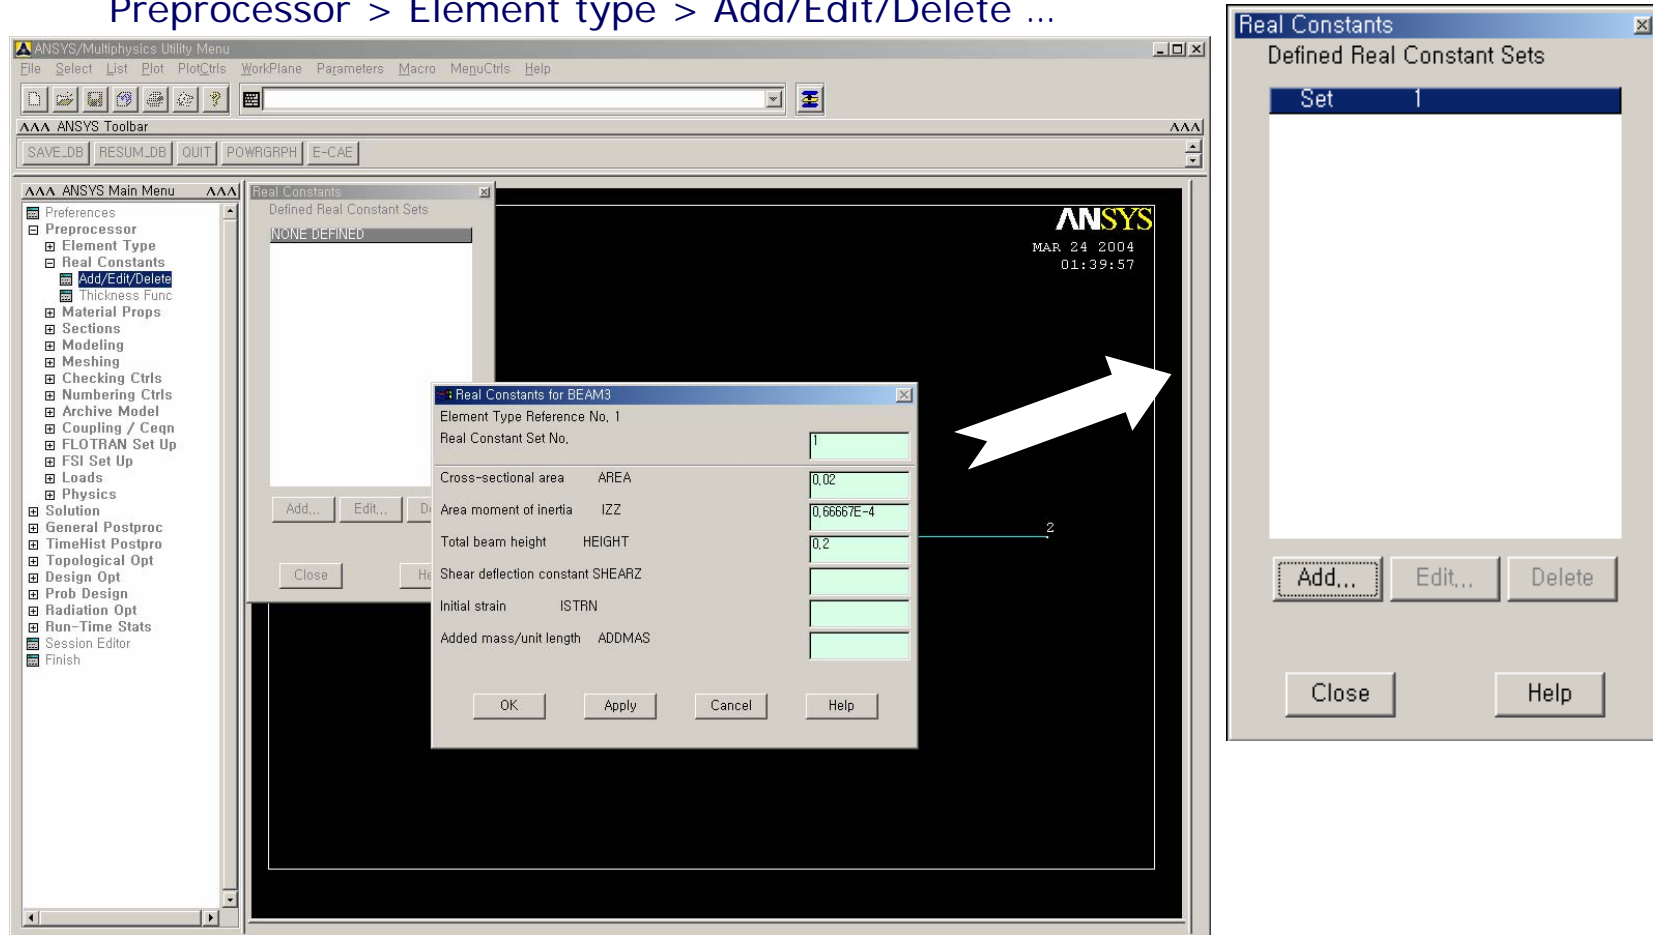 Preprocessor > Element type > Add/Edit/Delete ...
ANSYS/Multiphysics Utility Menu
File Select List Plot PlotCtrls WorkPlane Parameters Macro MenuCtrls Help
ANSYS Toolbar
SAVE_DB RESUM_DB QUIT POWRGRPH E-CAE
ANSYS Main Menu
Preferences
Preprocessor
Element Type
Real Constants
Add/Edit/Delete
Thickness Func
Material Props
Sections
Modeling
Meshing
Checking Ctrls
Numbering Ctrls
Archive Model
Coupling / Ceqn
FLOTRAN Set Up
FSI Set Up
Loads
Physics
Solution
General Postproc
TimeHist Postpro
Topological Opt
Design Opt
Prob Design
Radiation Opt
Run-Time Stats
Session Editor
Finish
Real Constants
Defined Real Constant Sets
NONE DEFINED
Add... Edit...
Close
ANSYS
MAR 24 2004
01:39:57
2
Real Constants for BEAM3
Element Type Reference No. 1
Real Constant Set No. 1
Cross-sectional area AREA 0.02
Area moment of inertia IZZ 0.66667E-4
Total beam height HEIGHT 0.2
Shear deflection constant SHEARZ
Initial strain ISTRN
Added mass/unit length ADDMAS
OK Apply Cancel Help
Real Constants
Defined Real Constant Sets
Set 1
Add... Edit... Delete
Close Help